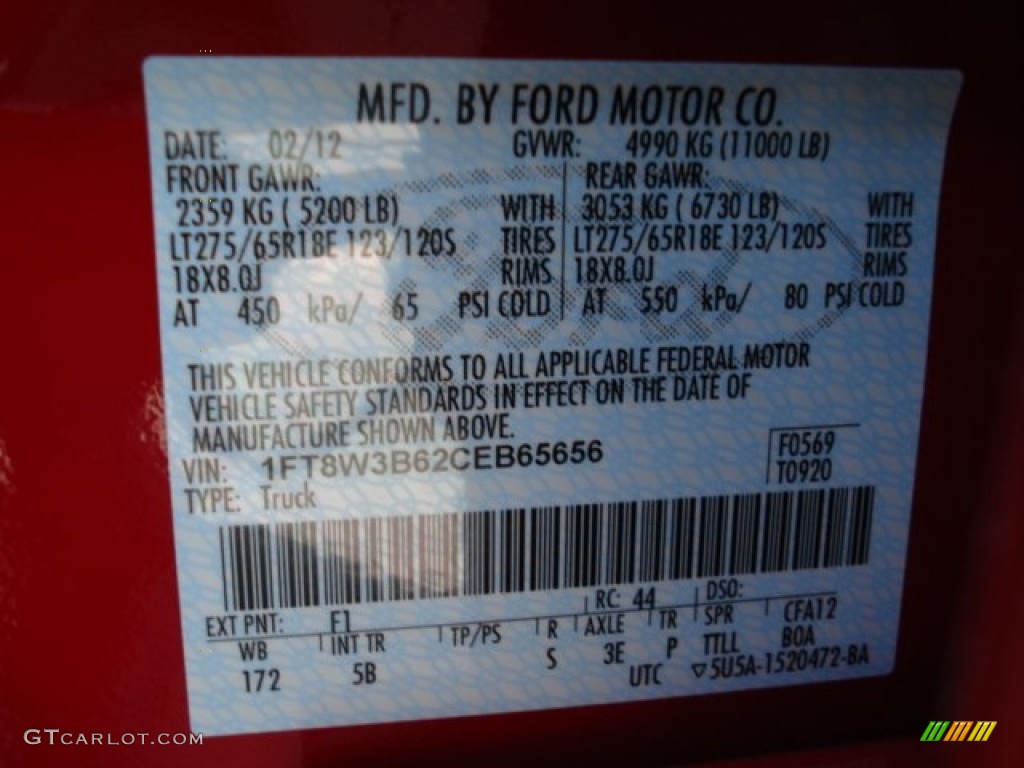 MFD. BY FORD MOTOR CO.
DATE: 02/12 GVWR: 4990 KG (11000 LB)
FRONT GAWR: REAR GAWR:
2359 KG ( 5200 LB) WITH 3053 KG ( 6730 LB) WITH
LT275/65R18E 123/120S TIRES LT275/65R18E 123/120S TIRES
18X8.0J RIMS 18X8.0J RIMS
AT 450 kPa/ 65 PSI COLD AT 550 kPa/ 80 PSI COLD
THIS VEHICLE CONFORMS TO ALL APPLICABLE FEDERAL MOTOR
VEHICLE SAFETY STANDARDS IN EFFECT ON THE DATE OF
MANUFACTURE SHOWN ABOVE.
VIN: 1FT8W3B62CEB65656 F0569
TYPE: Truck T0920
EXT PNT: F1 RC: 44 DSO:
WB INT TR TP/PS R AXLE TR SPR CFA12
172 5B S 3E P TTLL BOA
UTC ▽5U5A-1520472-BA
GTCARLOT.COM